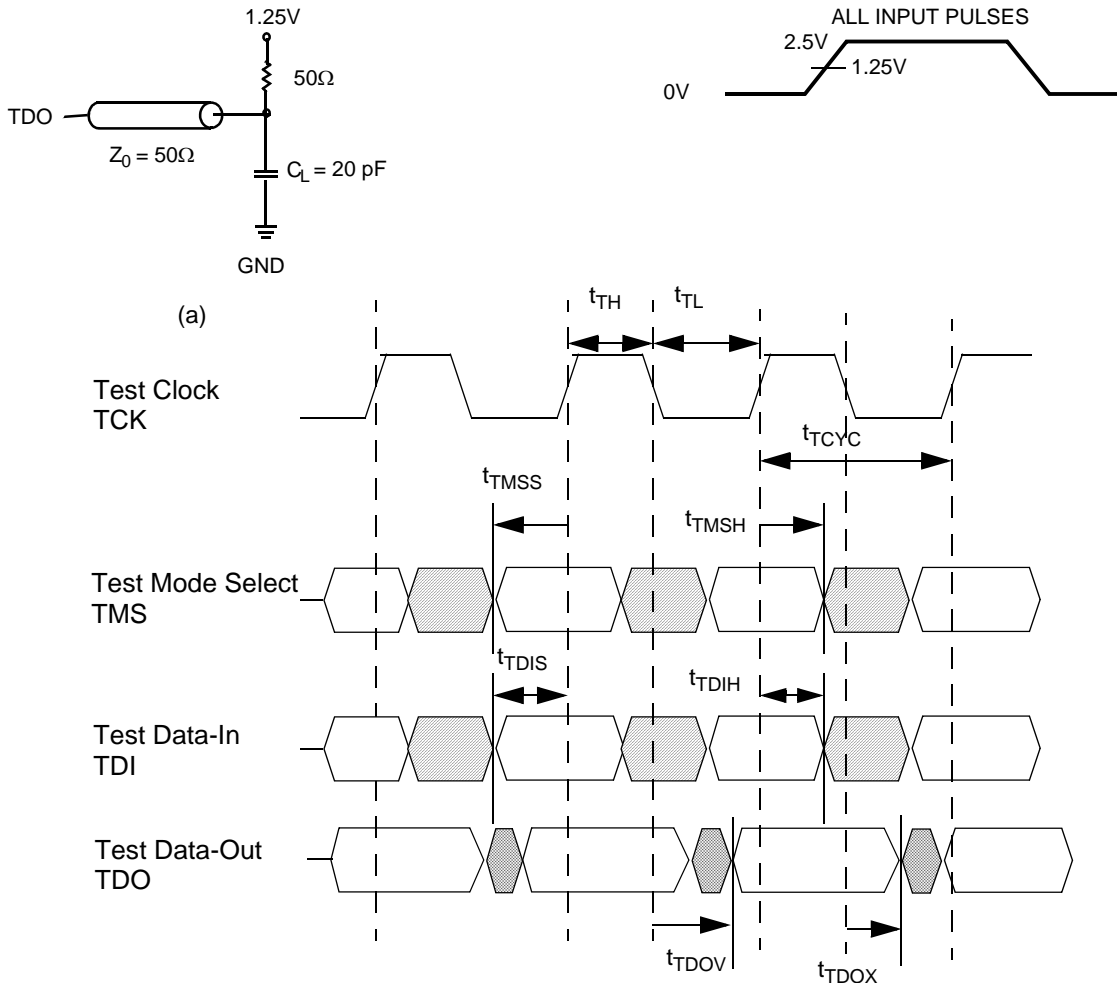 1.25V
50Ω
TDO
Z0 = 50Ω
CL = 20 pF
GND
(a)
ALL INPUT PULSES
2.5V
1.25V
0V
tTH
tTL
Test Clock
TCK
tTCYC
tTMSS
tTMSH
Test Mode Select
TMS
tTDIS
tTDIH
Test Data-In
TDI
Test Data-Out
TDO
tTDOV
tTDOX